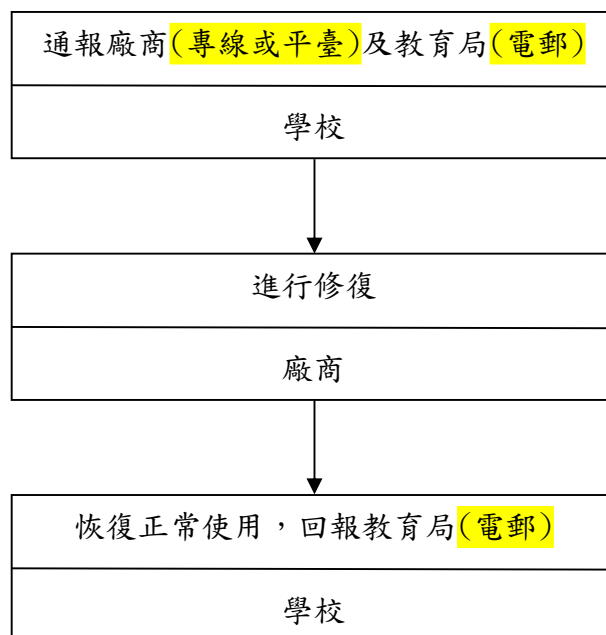 通報廠商(專線或平臺)及教育局(電郵)
學校
進行修復
廠商
恢復正常使用，回報教育局(電郵)
學校